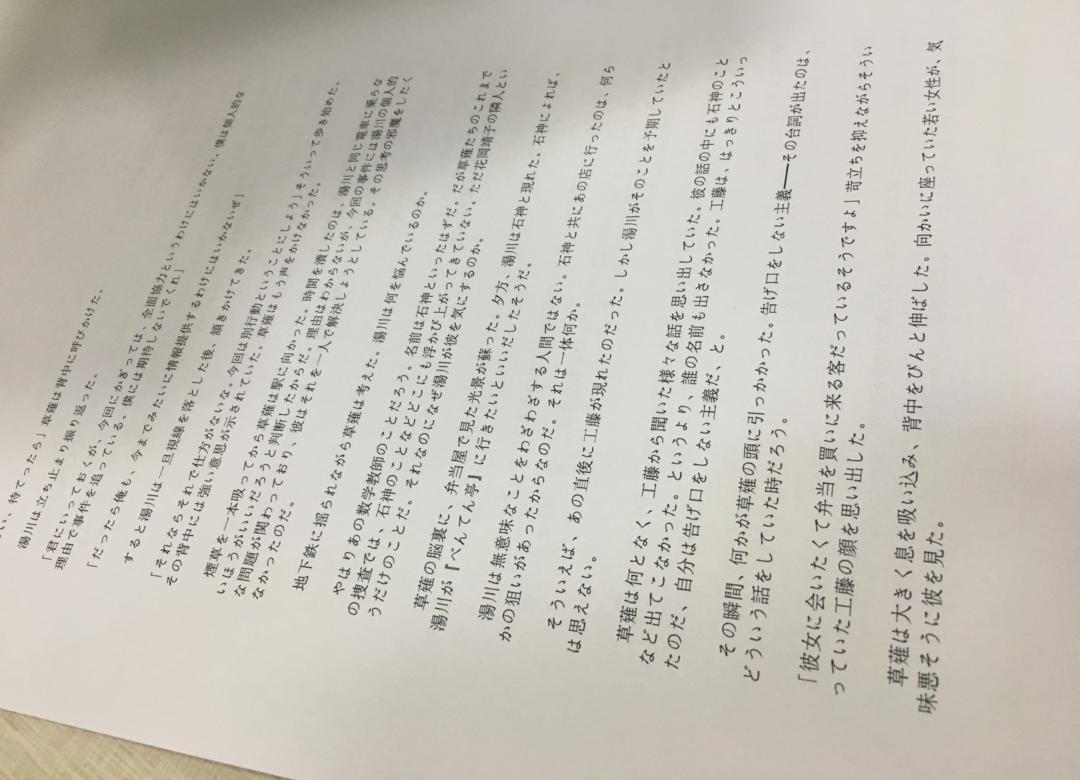 い、待てったら」草薙は背中に呼びかけた。
湯川は立ち止まり振り返った。
「君にいっておくが、今回にかぎっては、全面協力というわけにはいかない。僕は個人的な
理由で事件を追っている。僕には期待しないでくれ」
「だったら俺も、今までみたいに情報提供するわけにはいかないぜ」
すると湯川は一旦視線を落とした後、頷きかけてきた。
「それならそれで仕方がないな。今回は別行動ということにしよう」そういって歩き始めた。
その背中には強い意思が示されていた。草薙はもう声をかけなかった。
煙草を一本吸ってから草薙は駅に向かった。時間を潰したのは、湯川と同じ電車に乗らな
いほうがいいだろうと判断したからだ。理由はわからないが、今回の事件には湯川の個人的
な問題が関わっており、彼はそれを一人で解決しようとしている。その思考の邪魔をしたく
なかったのだ。
地下鉄に揺られながら草薙は考えた。湯川は何を悩んでいるのか。
やはりあの数学教師のことだろう。名前は石神といったはずだ。だが草薙たちのこれまで
の捜査では、石神のことなどどこにも浮かび上がってきていない。ただ花岡靖子の隣人とい
うだけのことだ。それなのになぜ湯川が彼を気にするのか。
草薙の脳裏に、弁当屋で見た光景が蘇った。夕方、湯川は石神と現れた。石神によれば、
湯川が『べんてん亭』に行きたいといいだしたそうだ。
湯川は無意味なことをわざわざする人間ではない。石神と共にあの店に行ったのは、何ら
かの狙いがあったからなのだ。それは一体何か。
そういえば、あの直後に工藤が現れたのだった。しかし湯川がそのことを予期していたと
は思えない。
草薙は何となく、工藤から聞いた様々な話を思い出していた。彼の話の中にも石神のこと
など出てこなかった。というより、誰の名前も出さなかった。工藤は、はっきりとこういっ
たのだ、自分は告げ口をしない主義だ、と。
その瞬間、何かが草薙の頭に引っかかった。告げ口をしない主義――その台詞が出たのは、
どういう話をしていた時だろう。
「彼女に会いたくて弁当を買いに来る客だっているそうですよ」苛立ちを抑えながらそうい
っていた工藤の顔を思い出した。
草薙は大きく息を吸い込み、背中をぴんと伸ばした。向かいに座っていた若い女性が、気
味悪そうに彼を見た。